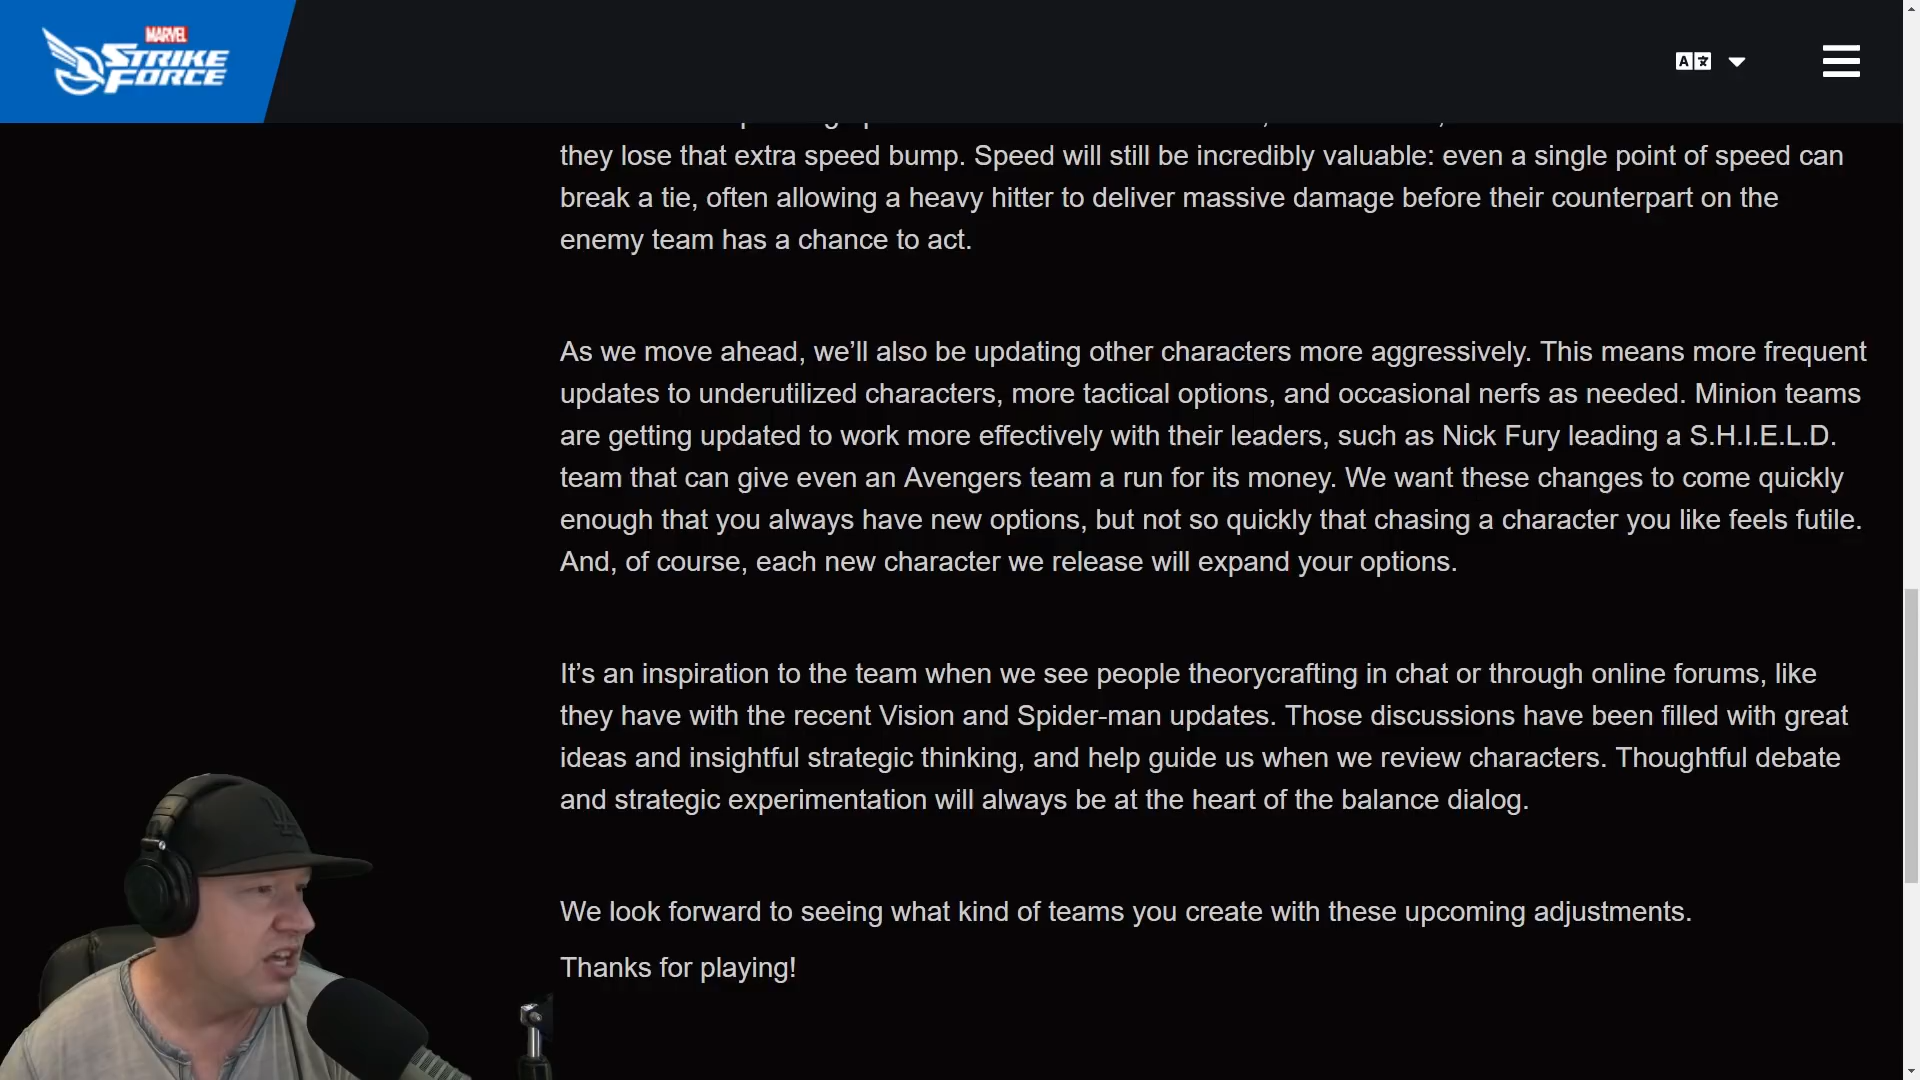 MARVEL
STRIKE
FORCE
they lose that extra speed bump. Speed will still be incredibly valuable: even a single point of speed can
break a tie, often allowing a heavy hitter to deliver massive damage before their counterpart on the
enemy team has a chance to act.
As we move ahead, we’ll also be updating other characters more aggressively. This means more frequent
updates to underutilized characters, more tactical options, and occasional nerfs as needed. Minion teams
are getting updated to work more effectively with their leaders, such as Nick Fury leading a S.H.I.E.L.D.
team that can give even an Avengers team a run for its money. We want these changes to come quickly
enough that you always have new options, but not so quickly that chasing a character you like feels futile.
And, of course, each new character we release will expand your options.
It’s an inspiration to the team when we see people theorycrafting in chat or through online forums, like
they have with the recent Vision and Spider-man updates. Those discussions have been filled with great
ideas and insightful strategic thinking, and help guide us when we review characters. Thoughtful debate
and strategic experimentation will always be at the heart of the balance dialog.
We look forward to seeing what kind of teams you create with these upcoming adjustments.
Thanks for playing!